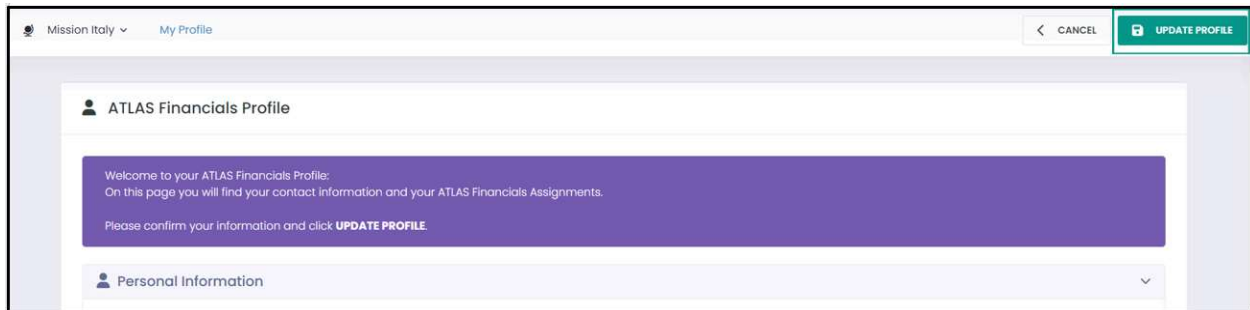 Mission Italy
My Profile
CANCEL
UPDATE PROFILE
ATLAS Financials Profile
Welcome to your ATLAS Financials Profile:
On this page you will find your contact information and your ATLAS Financials Assignments.
Please confirm your information and click UPDATE PROFILE.
Personal Information